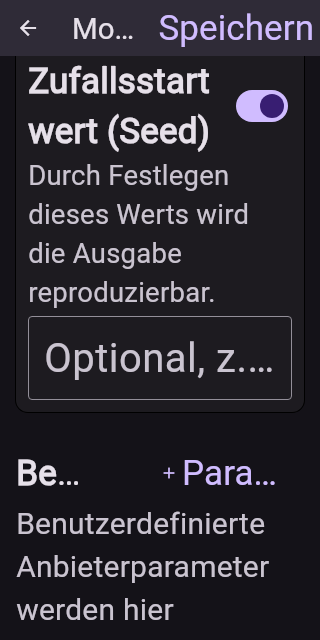 Mo… Speichern
Zufallsstart
wert (Seed)
Durch Festlegen
dieses Werts wird
die Ausgabe
reproduzierbar.
Optional, z.…
Be… + Para…
Benutzerdefinierte
Anbieterparameter
werden hier